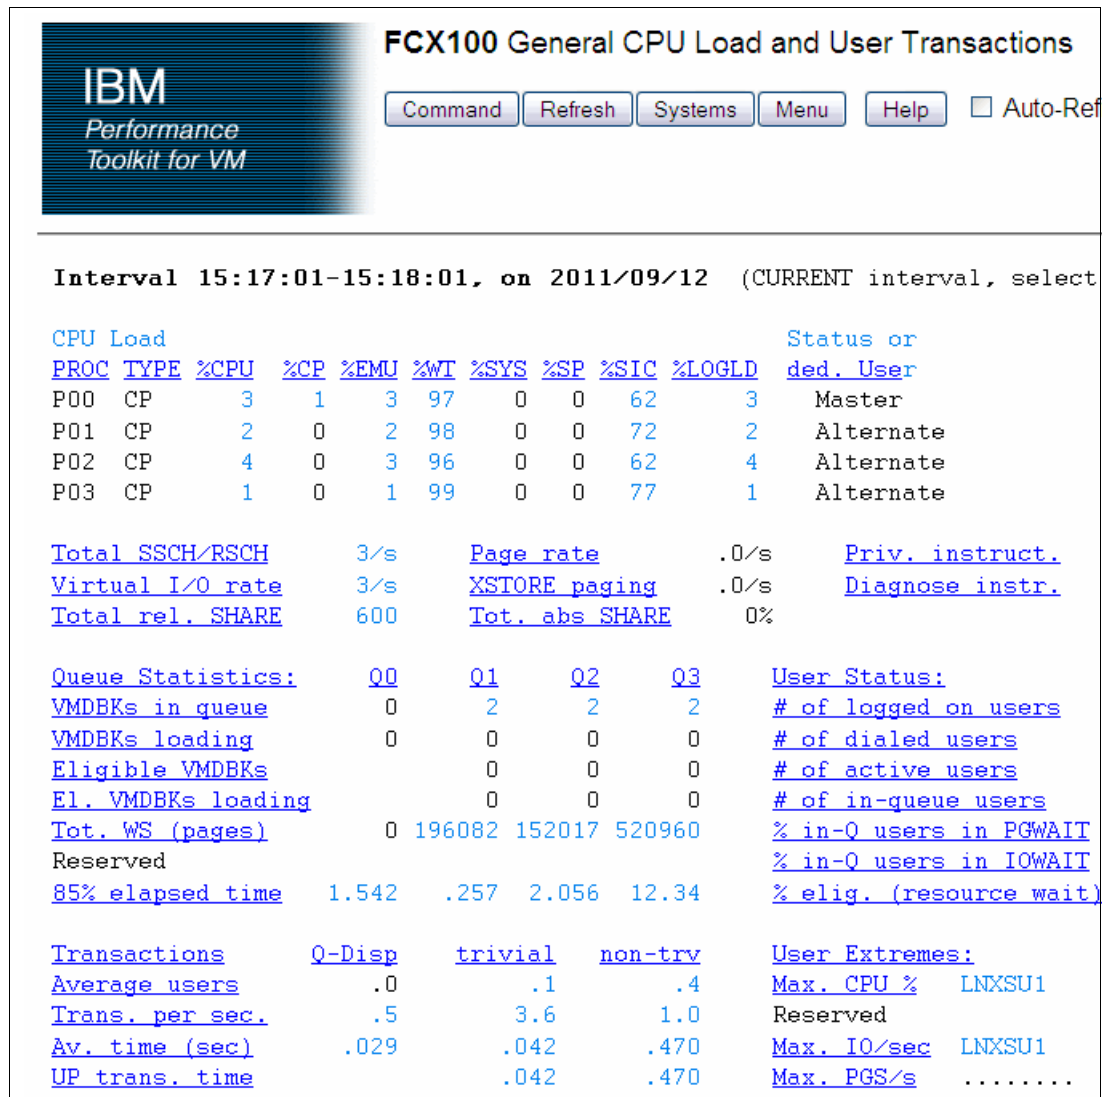 FCX100 General CPU Load and User Transactions
IBM
Performance
Toolkit for VM
Command Refresh Systems Menu Help Auto-Ref
Interval 15:17:01-15:18:01, on 2011/09/12 (CURRENT interval, select
CPU Load Status or
PROC TYPE %CPU %CP %EMU %WT %SYS %SP %SIC %LOGLD ded. User
P00 CP 3 1 3 97 0 0 62 3 Master
P01 CP 2 0 2 98 0 0 72 2 Alternate
P02 CP 4 0 3 96 0 0 62 4 Alternate
P03 CP 1 0 1 99 0 0 77 1 Alternate
Total SSCH/RSCH 3/s Page rate .0/s Priv. instruct.
Virtual I/O rate 3/s XSTORE paging .0/s Diagnose instr.
Total rel. SHARE 600 Tot. abs SHARE 0%
Queue Statistics: Q0 Q1 Q2 Q3 User Status:
VMDBKs in queue 0 2 2 2 # of logged on users
VMDBKs loading 0 0 0 0 # of dialed users
Eligible VMDBKs 0 0 0 # of active users
El. VMDBKs loading 0 0 0 # of in-queue users
Tot. WS (pages) 0 196082 152017 520960 % in-Q users in PGWAIT
Reserved % in-Q users in IOWAIT
85% elapsed time 1.542 .257 2.056 12.34 % elig. (resource wait)
Transactions Q-Disp trivial non-trv User Extremes:
Average users .0 .1 .4 Max. CPU % LNXSU1
Trans. per sec. .5 3.6 1.0 Reserved
Av. time (sec) .029 .042 .470 Max. IO/sec LNXSU1
UP trans. time .042 .470 Max. PGS/s ........